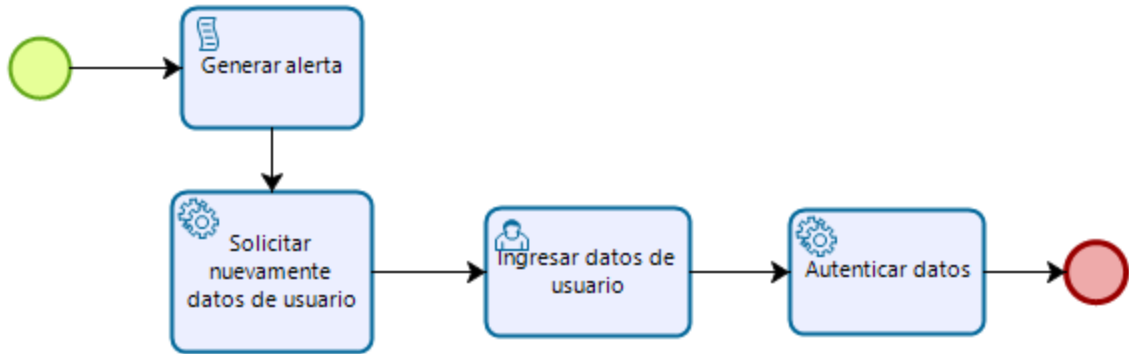 Generar alerta
Solicitar
nuevamente
datos de usuario
Ingresar datos de
usuario
Autenticar datos